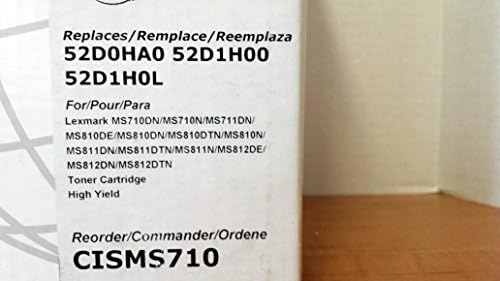 Replaces/Remplace/Reemplaza
52D0HA0 52D1H00
52D1H0L
For/Pour/Para
Lexmark MS710DN/MS710N/MS711DN/
MS810DE/MS810DN/MS810DTN/MS810N/
MS811DN/MS811DTN/MS811N/MS812DE/
MS812DN/MS812DTN
Toner Cartridge
High Yield
Reorder/Commander/Ordene
CISMS710